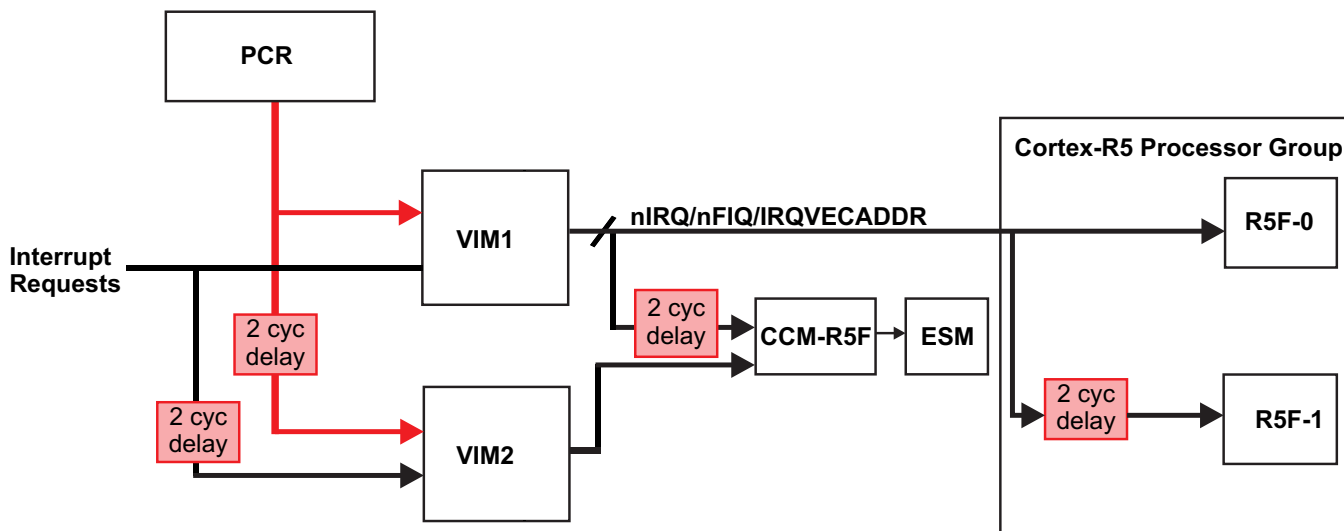 PCR
Cortex-R5 Processor Group
nIRQ/nFIQ/IRQVECADDR
R5F-0
VIM1
Interrupt
Requests
2 cyc
delay
2 cyc
delay
CCM-R5F
ESM
2 cyc
delay
2 cyc
delay
R5F-1
VIM2